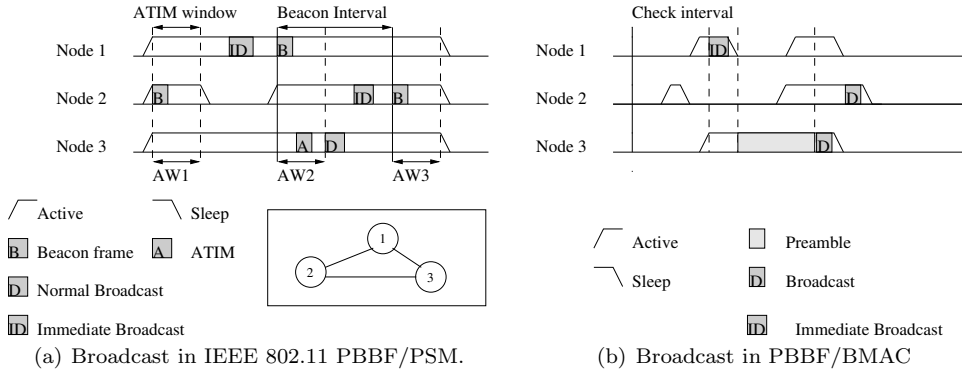 ATIM window
Beacon Interval
Node 1
ID
B
Node 2
B
ID
B
Node 3
A
D
AW1
AW2
AW3
Active
Sleep
B Beacon frame
A ATIM
D Normal Broadcast
ID Immediate Broadcast
1
2
3
(a) Broadcast in IEEE 802.11 PBBF/PSM.
Check interval
Node 1
ID
Node 2
D
Node 3
D
Active
Preamble
Sleep
D Broadcast
ID Immediate Broadcast
(b) Broadcast in PBBF/BMAC